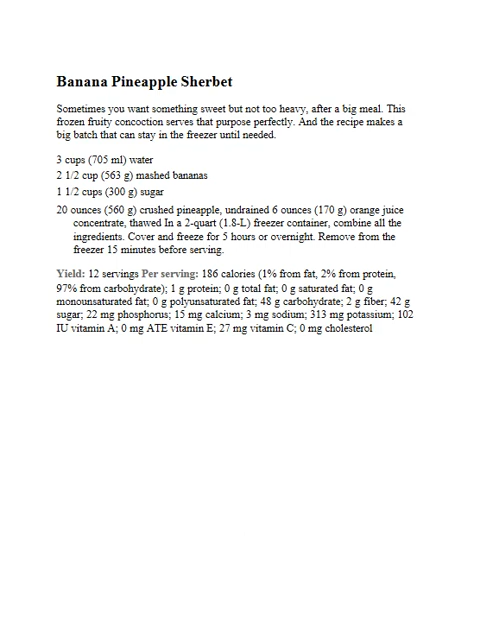 Banana Pineapple Sherbet
Sometimes you want something sweet but not too heavy, after a big meal. This
frozen fruity concoction serves that purpose perfectly. And the recipe makes a
big batch that can stay in the freezer until needed.
3 cups (705 ml) water
2 1/2 cup (563 g) mashed bananas
1 1/2 cups (300 g) sugar
20 ounces (560 g) crushed pineapple, undrained 6 ounces (170 g) orange juice
concentrate, thawed In a 2-quart (1.8-L) freezer container, combine all the
ingredients. Cover and freeze for 5 hours or overnight. Remove from the
freezer 15 minutes before serving.
Yield: 12 servings Per serving: 186 calories (1% from fat, 2% from protein,
97% from carbohydrate); 1 g protein; 0 g total fat; 0 g saturated fat; 0 g
monounsaturated fat; 0 g polyunsaturated fat; 48 g carbohydrate; 2 g fiber; 42 g
sugar; 22 mg phosphorus; 15 mg calcium; 3 mg sodium; 313 mg potassium; 102
IU vitamin A; 0 mg ATE vitamin E; 27 mg vitamin C; 0 mg cholesterol